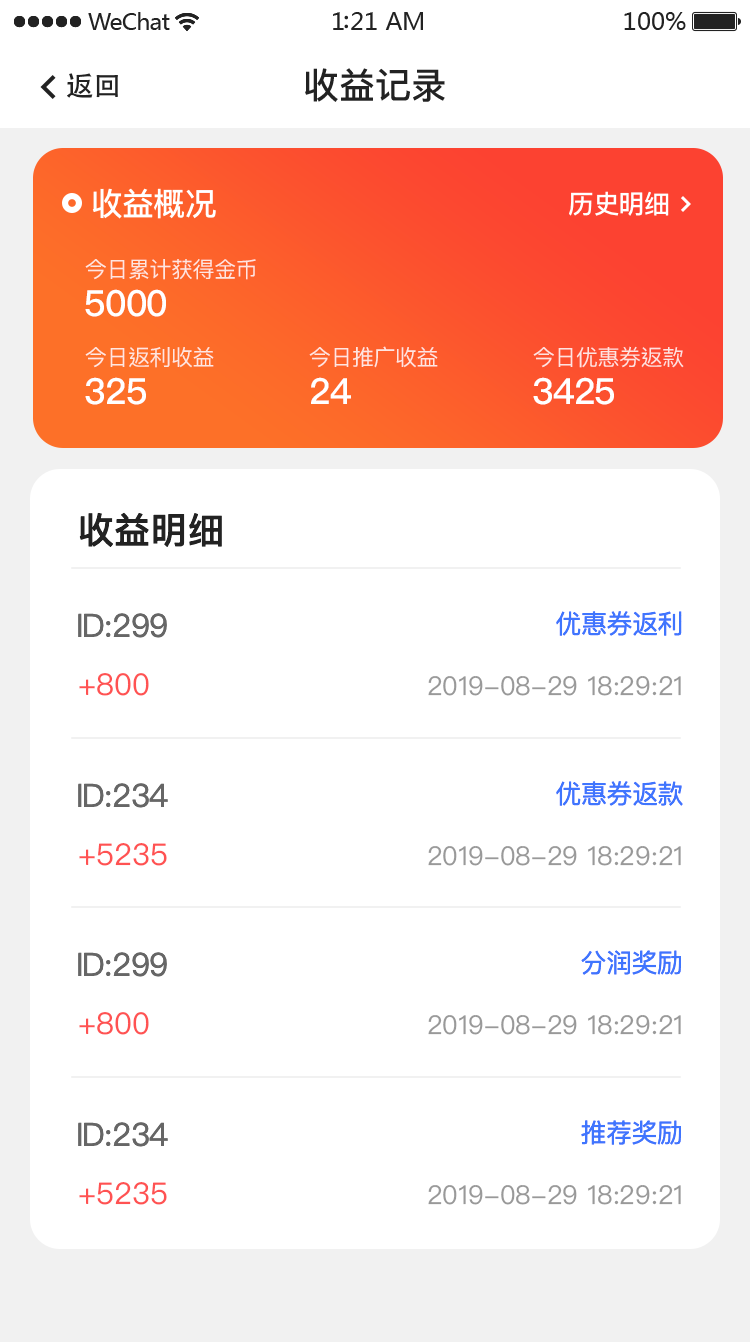 WeChat 1:21 AM 100%
返回 收益记录
收益概况 历史明细
今日累计获得金币
5000
今日返利收益 今日推广收益 今日优惠券返款
325 24 3425
收益明细
ID:299 优惠券返利
+800 2019-08-29 18:29:21
ID:234 优惠券返款
+5235 2019-08-29 18:29:21
ID:299 分润奖励
+800 2019-08-29 18:29:21
ID:234 推荐奖励
+5235 2019-08-29 18:29:21